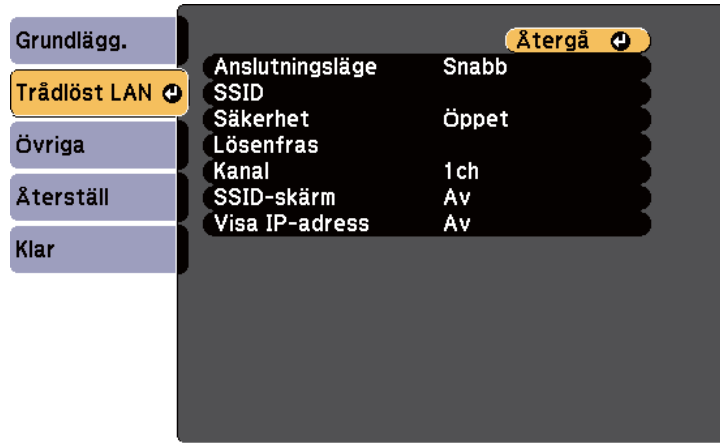 Grundlägg.
Trådlöst LAN
Övriga
Återställ
Klar
Återgå
Anslutningsläge Snabb
SSID
Säkerhet Öppet
Lösenfras
Kanal 1ch
SSID-skärm Av
Visa IP-adress Av